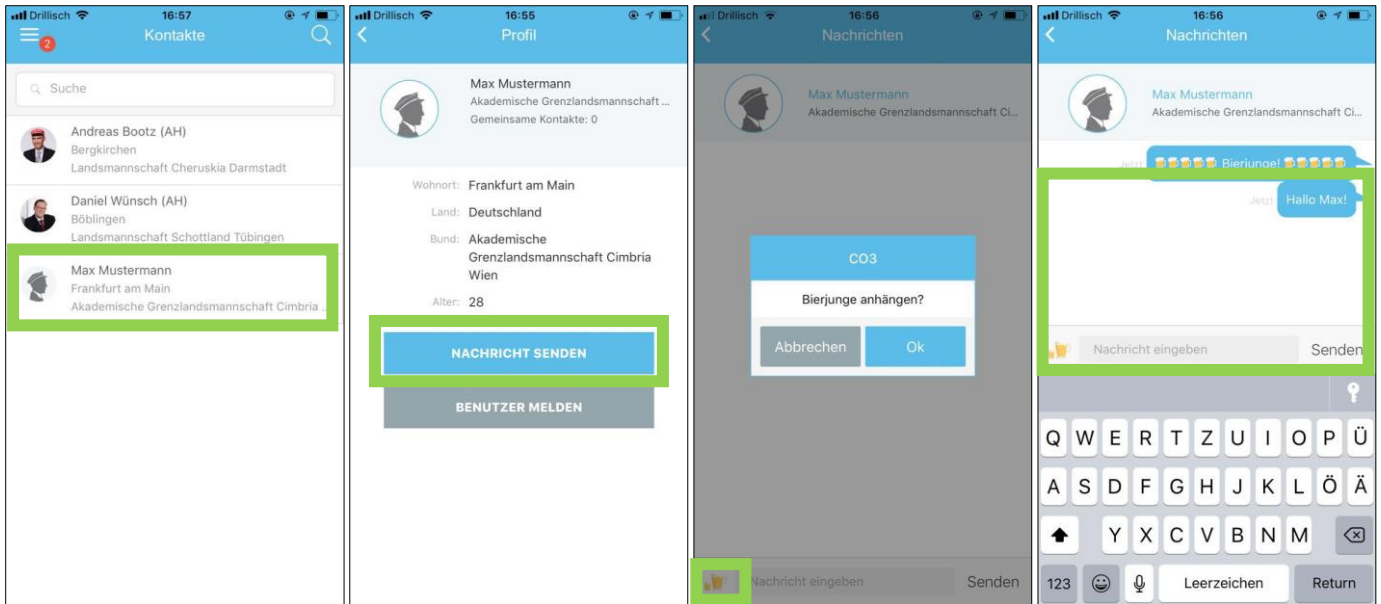 Drillisch 16:57
2
Kontakte
Suche
Andreas Bootz (AH)
Bergkirchen
Landsmannschaft Cheruskia Darmstadt
Daniel Wünsch (AH)
Böblingen
Landsmannschaft Schottland Tübingen
Max Mustermann
Frankfurt am Main
Akademische Grenzlandsmannschaft Cimbria ...
Drillisch 16:55
Profil
Max Mustermann
Akademische Grenzlandsmannschaft ...
Gemeinsame Kontakte: 0
Wohnort: Frankfurt am Main
Land: Deutschland
Bund: Akademische
Grenzlandsmannschaft Cimbria
Wien
Alter: 28
NACHRICHT SENDEN
BENUTZER MELDEN
Drillisch 16:56
Nachrichten
Max Mustermann
Akademische Grenzlandsmannschaft Ci...
CO3
Bierjunge anhängen?
Abbrechen Ok
Nachricht eingeben Senden
Drillisch 16:56
Nachrichten
Max Mustermann
Akademische Grenzlandsmannschaft Ci...
Jetzt 🍻🍻🍻🍻🍻 Bierjunge! 🍻🍻🍻🍻🍻
Jetzt Hallo Max!
Nachricht eingeben Senden
Q W E R T Z U I O P Ü
A S D F G H J K L Ö Ä
Y X C V B N M
123 Leerzeichen Return